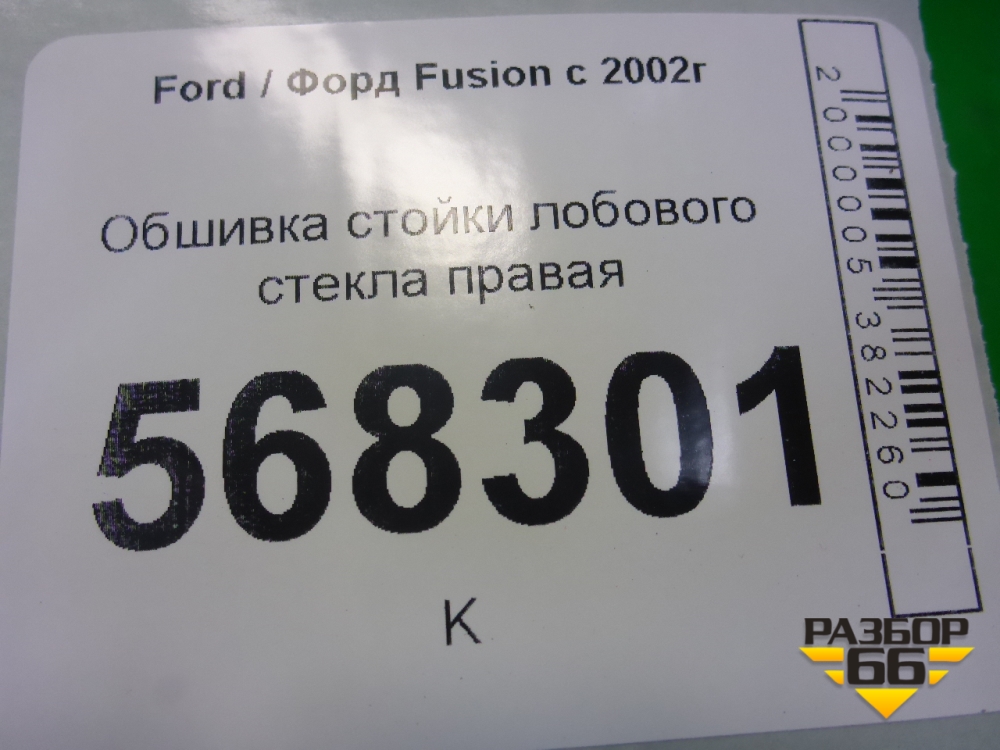 Ford / Форд Fusion с 2002г
Обшивка стойки лобового
стекла правая
568301
К
2000005382260
РАЗБОР
66